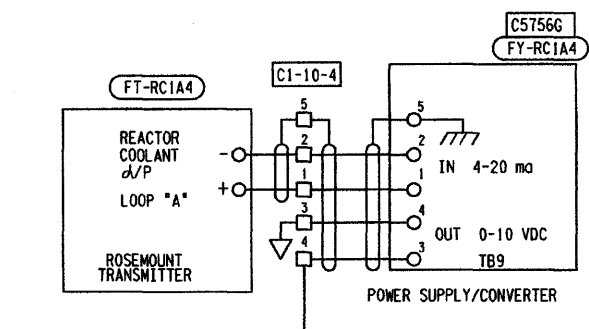 C5756G
FY-RC1A4
C1-10-4
FT-RC1A4
5
5
REACTOR
COOLANT
d/P
LOOP "A"
-
2
2
IN 4-20 ma
+
1
1
3
4
4
OUT 0-10 VDC
3
TB9
ROSEMOUNT
TRANSMITTER
POWER SUPPLY/CONVERTER